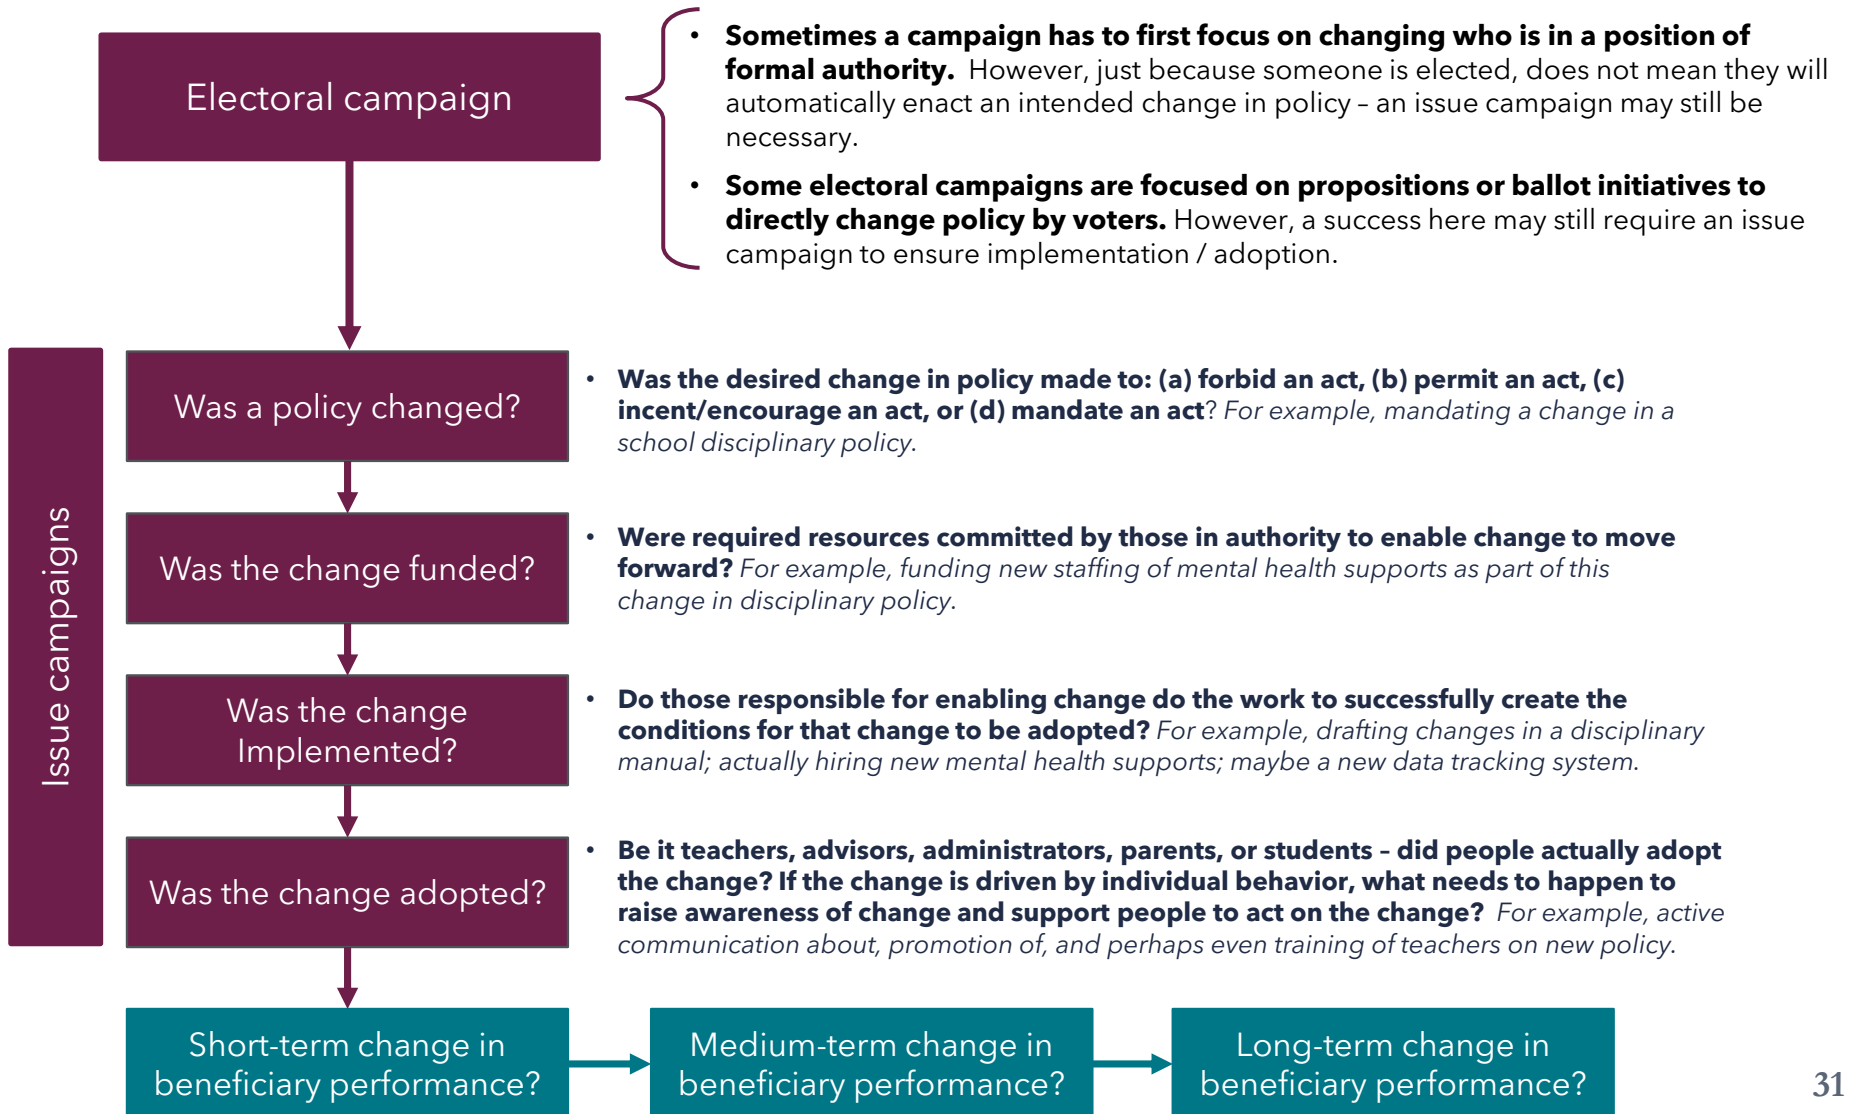 Electoral campaign
• Sometimes a campaign has to first focus on changing who is in a position of
formal authority. However, just because someone is elected, does not mean they will
automatically enact an intended change in policy – an issue campaign may still be
necessary.
• Some electoral campaigns are focused on propositions or ballot initiatives to
directly change policy by voters. However, a success here may still require an issue
campaign to ensure implementation / adoption.
Issue campaigns
Was a policy changed?
• Was the desired change in policy made to: (a) forbid an act, (b) permit an act, (c)
incent/encourage an act, or (d) mandate an act? For example, mandating a change in a
school disciplinary policy.
Was the change funded?
• Were required resources committed by those in authority to enable change to move
forward? For example, funding new staffing of mental health supports as part of this
change in disciplinary policy.
Was the change
Implemented?
• Do those responsible for enabling change do the work to successfully create the
conditions for that change to be adopted? For example, drafting changes in a disciplinary
manual; actually hiring new mental health supports; maybe a new data tracking system.
Was the change adopted?
• Be it teachers, advisors, administrators, parents, or students – did people actually adopt
the change? If the change is driven by individual behavior, what needs to happen to
raise awareness of change and support people to act on the change? For example, active
communication about, promotion of, and perhaps even training of teachers on new policy.
Short-term change in
beneficiary performance?
Medium-term change in
beneficiary performance?
Long-term change in
beneficiary performance?
31